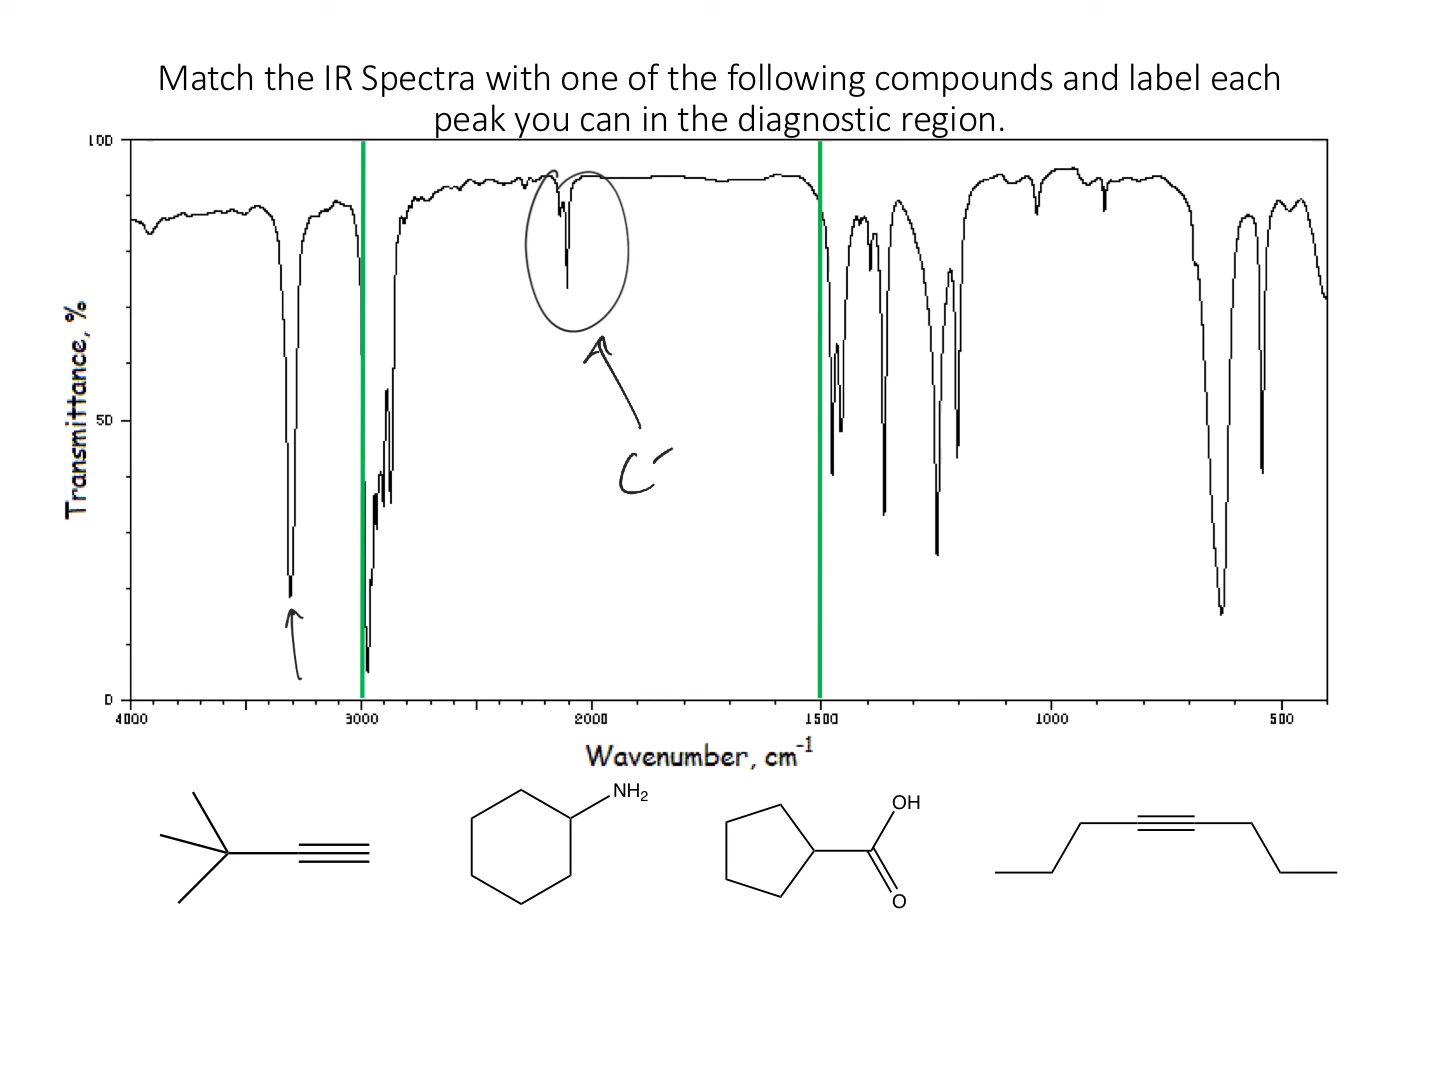 Match the IR Spectra with one of the following compounds and label each
peak you can in the diagnostic region.
100
50
0
Transmittance, %
4000 3000 2000 1500 1000 500
Wavenumber, cm-1
C
NH2
OH
O